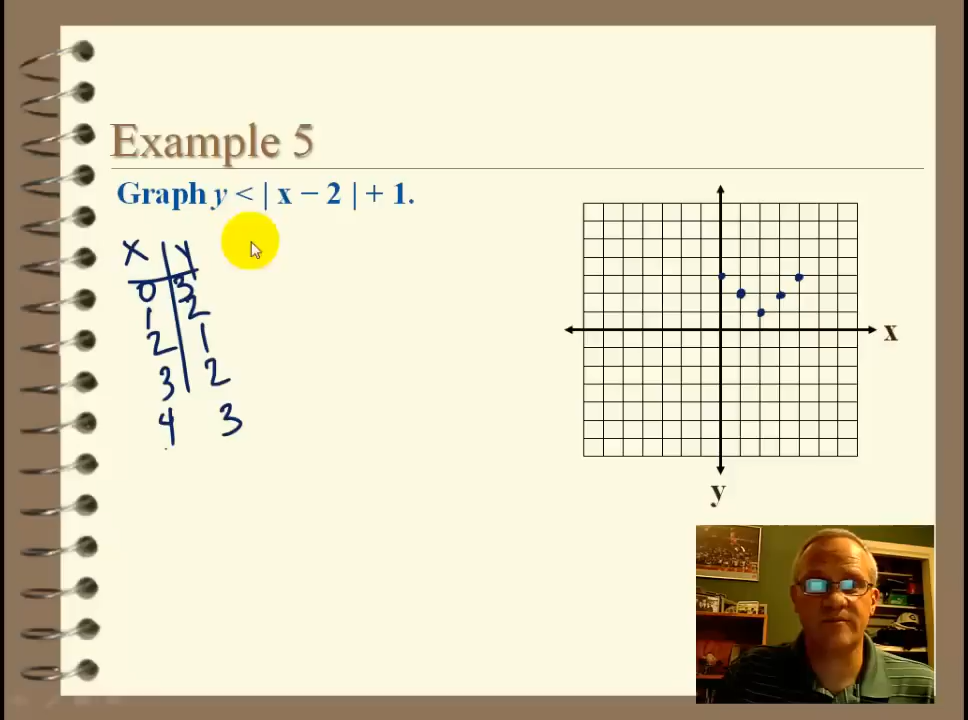 Example 5
Graph y < | x − 2 | + 1.
X Y
0 3
1 2
2 1
3 2
4 3
x
y